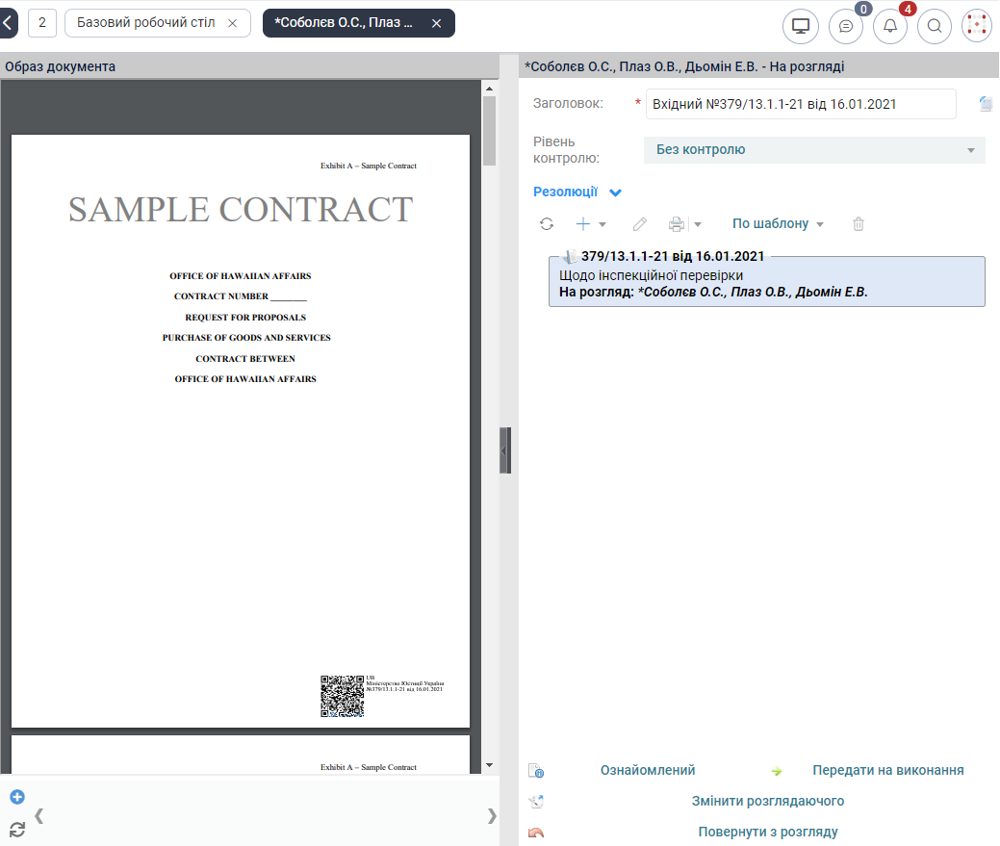 2
Базовий робочий стіл
*Соболєв О.С., Плаз ...
0
4
Образ документа
*Соболєв О.С., Плаз О.В., Дьомін Е.В. - На розгляді
Exhibit A – Sample Contract
SAMPLE CONTRACT
OFFICE OF HAWAIIAN AFFAIRS
CONTRACT NUMBER ________
REQUEST FOR PROPOSALS
PURCHASE OF GOODS AND SERVICES
CONTRACT BETWEEN
OFFICE OF HAWAIIAN AFFAIRS
UB
Міністерство Юстиції України
№379/13.1.1-21 від 16.01.2021
Exhibit A – Sample Contract
Заголовок: * Вхідний №379/13.1.1-21 від 16.01.2021
Рівень
контролю:
Без контролю
Резолюції
По шаблону
379/13.1.1-21 від 16.01.2021
Щодо інспекційної перевірки
На розгляд: *Соболєв О.С., Плаз О.В., Дьомін Е.В.
Ознайомлений
Передати на виконання
Змінити розглядаючого
Повернути з розгляду